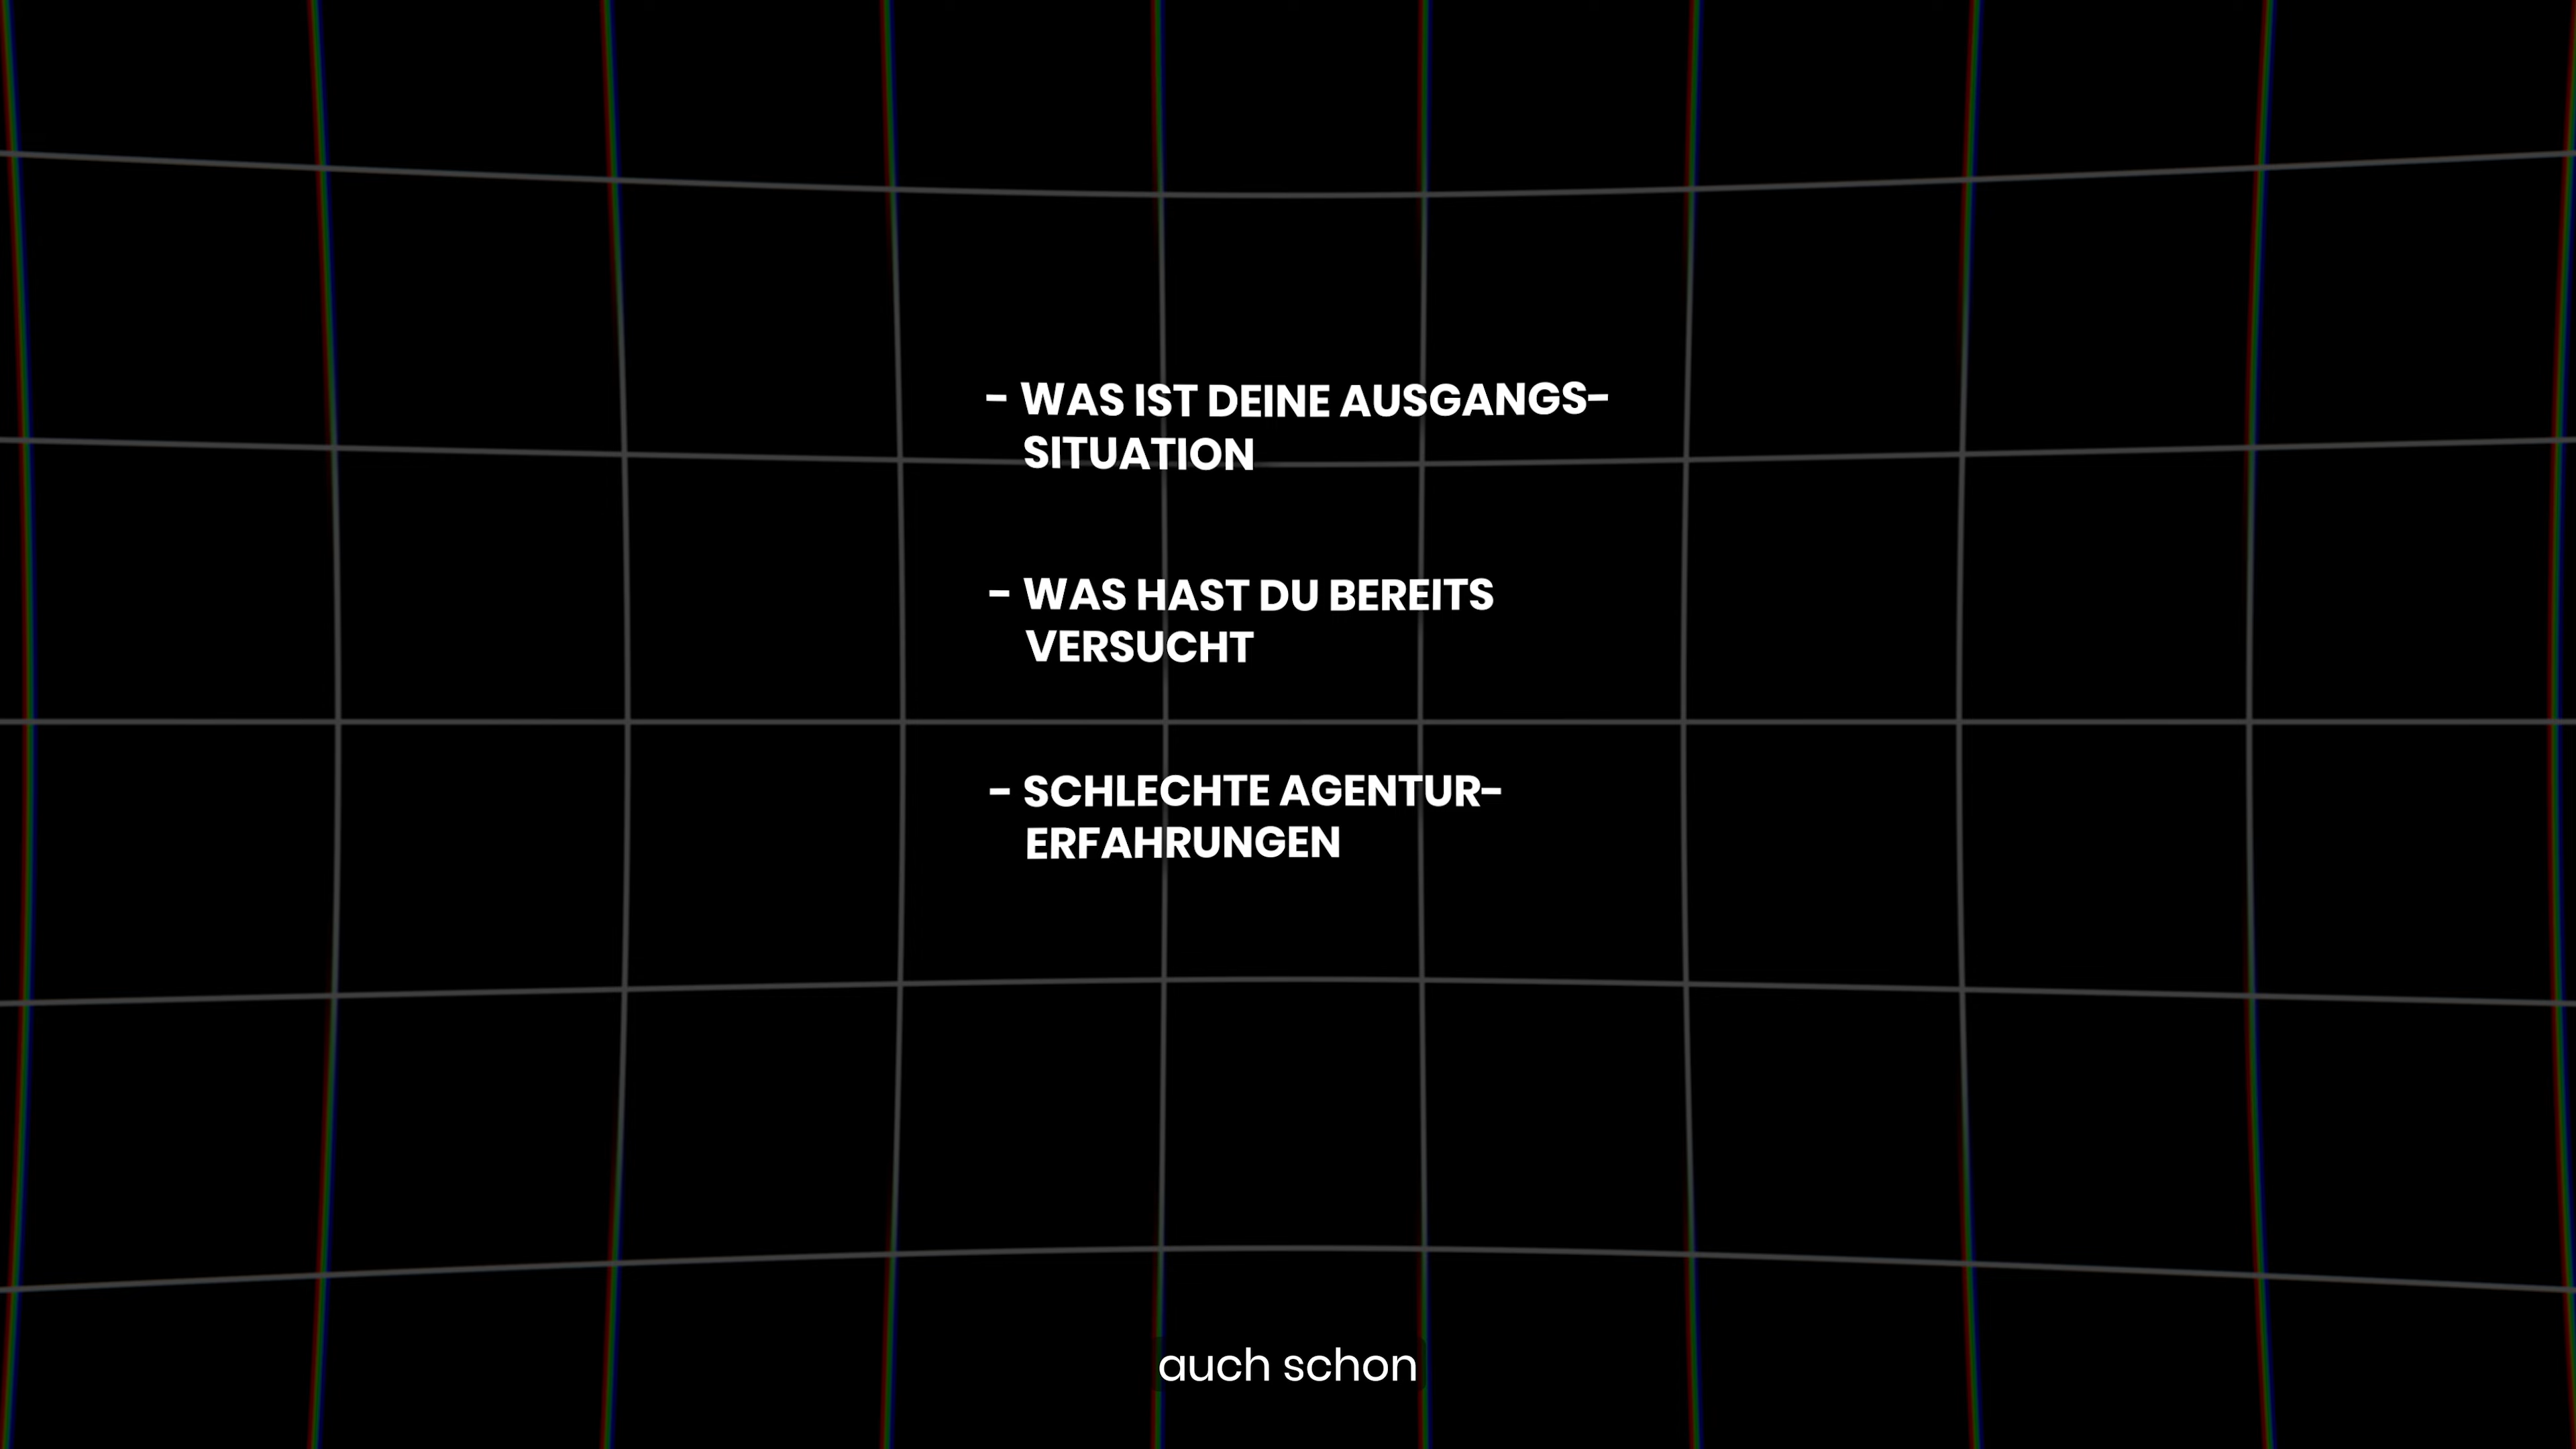 - WAS IST DEINE AUSGANGS-
SITUATION
- WAS HAST DU BEREITS
VERSUCHT
- SCHLECHTE AGENTUR-
ERFAHRUNGEN
auch schon